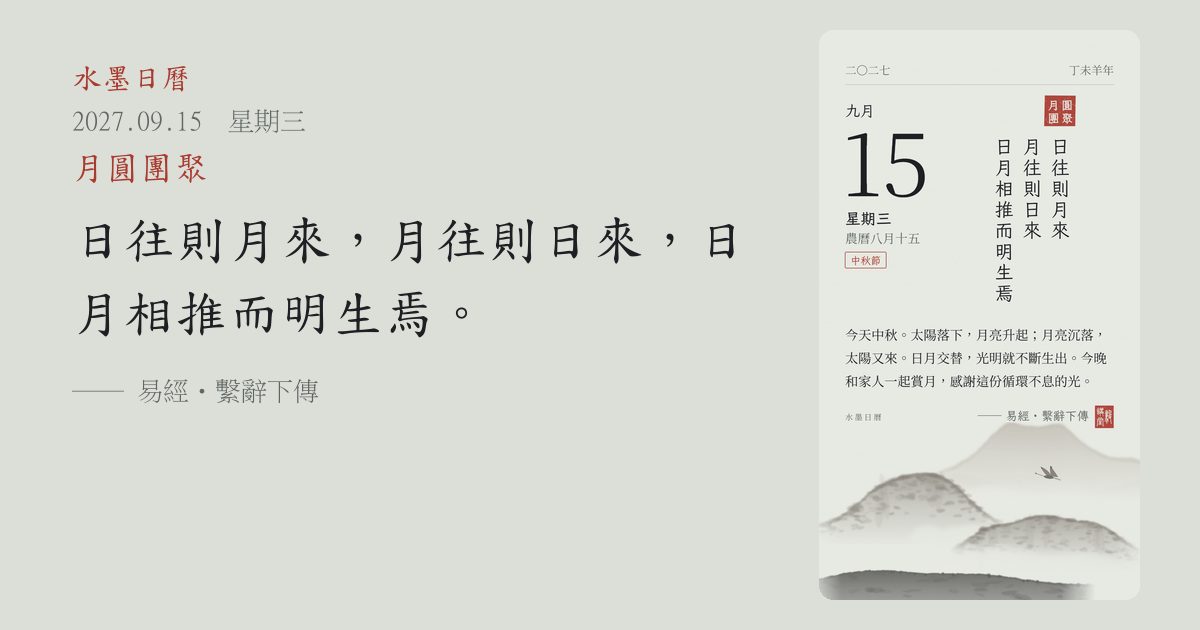 水墨日曆
2027.09.15　星期三
月圓團聚
日往則月來，月往則日來，日
月相推而明生焉。
—— 易經・繫辭下傳
二〇二七
丁未羊年
九月
15
星期三
農曆八月十五
中秋節
圓聚
月團
日往則月來
月往則日來
日月相推而明生焉
今天中秋。太陽落下，月亮升起；月亮沉落，
太陽又來。日月交替，光明就不斷生出。今晚
和家人一起賞月，感謝這份循環不息的光。
水墨日曆
—— 易經・繫辭下傳